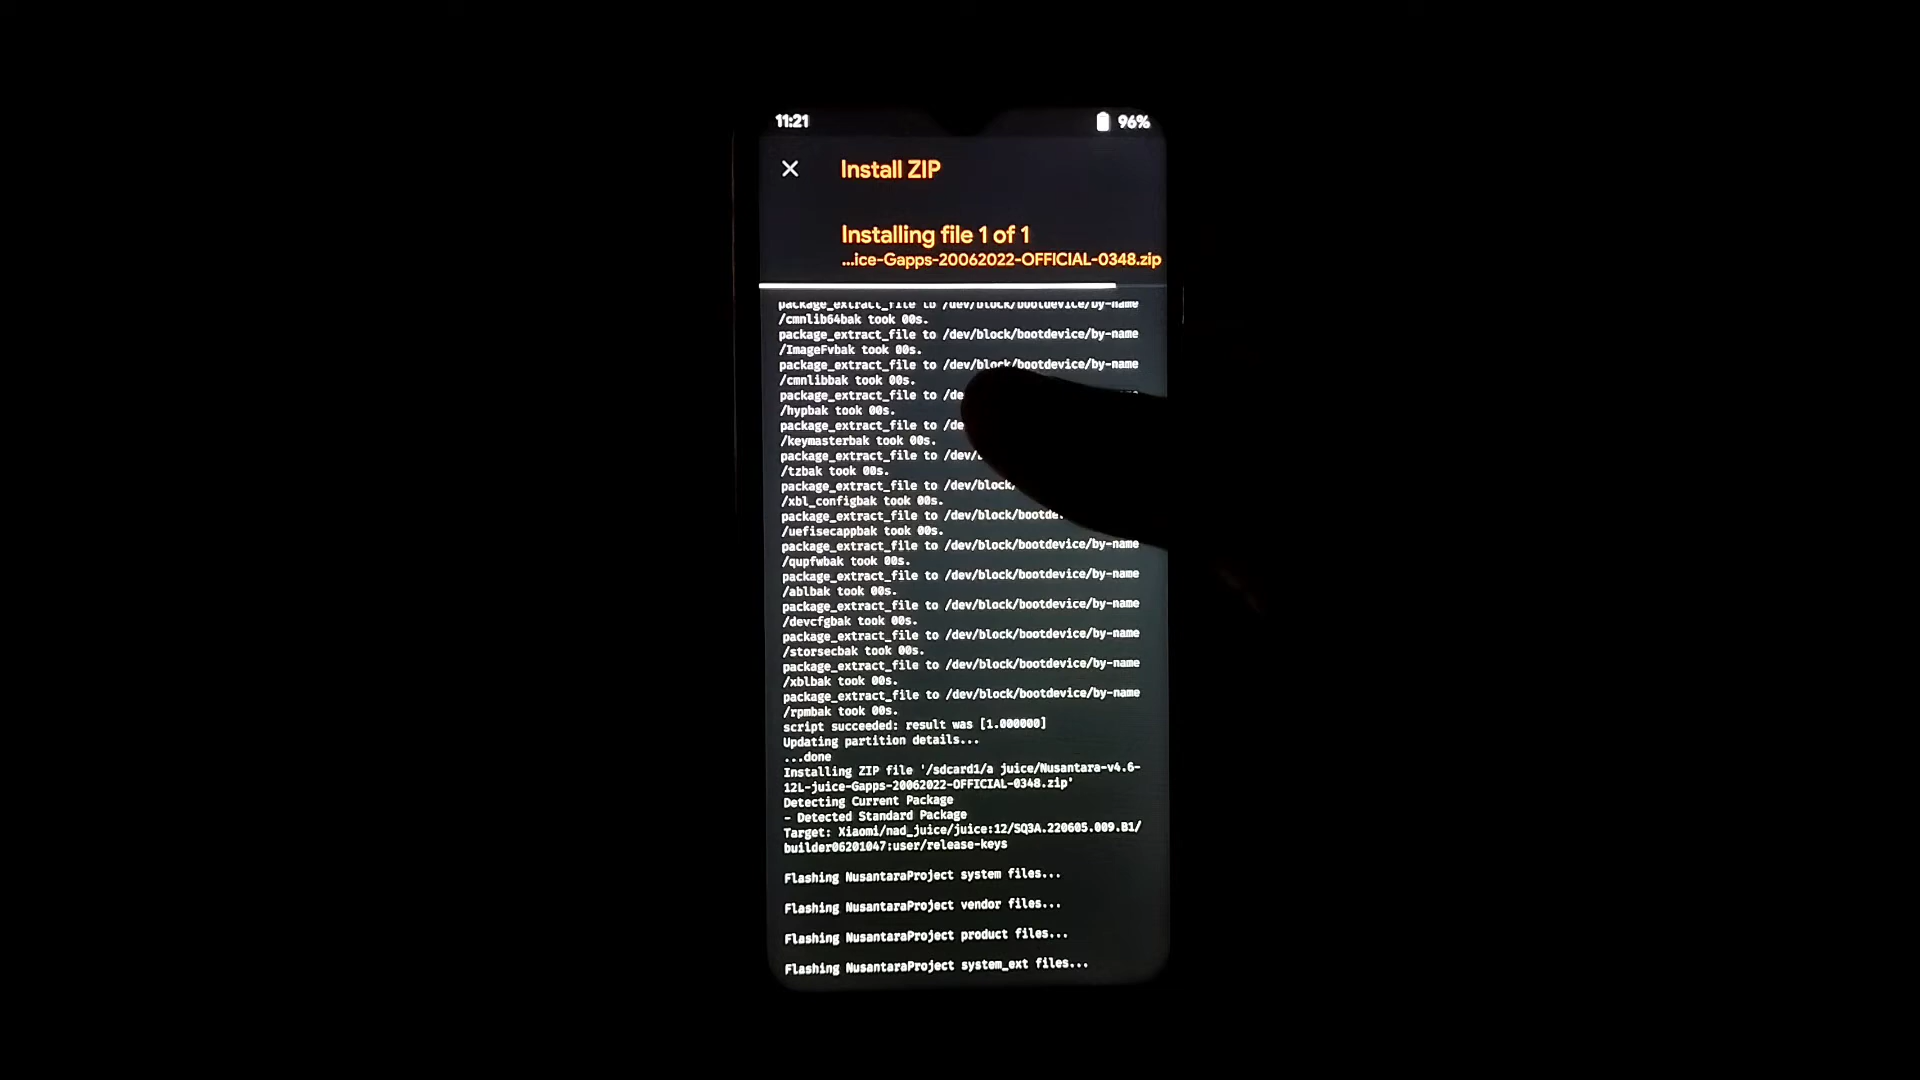 11:21
96%
Install ZIP
Installing file 1 of 1
...ice-Gapps-20062022-OFFICIAL-0348.zip
package_extract_file to /dev/block/bootdevice/by-name
/cmnlib64bak took 00s.
package_extract_file to /dev/block/bootdevice/by-name
/ImageFvbak took 00s.
package_extract_file to /dev/block/bootdevice/by-name
/cmnlibbak took 00s.
package_extract_file to /de
/hypbak took 00s.
package_extract_file to /de
/keymasterbak took 00s.
package_extract_file to /dev/
/tzbak took 00s.
package_extract_file to /dev/block/
/xbl_configbak took 00s.
package_extract_file to /dev/block/bootde
/uefisecappbak took 00s.
package_extract_file to /dev/block/bootdevice/by-name
/qupfwbak took 00s.
package_extract_file to /dev/block/bootdevice/by-name
/ablbak took 00s.
package_extract_file to /dev/block/bootdevice/by-name
/devcfgbak took 00s.
package_extract_file to /dev/block/bootdevice/by-name
/storsecbak took 00s.
package_extract_file to /dev/block/bootdevice/by-name
/xblbak took 00s.
package_extract_file to /dev/block/bootdevice/by-name
/rpmbak took 00s.
script succeeded: result was [1.000000]
Updating partition details...
...done
Installing ZIP file '/sdcard1/a juice/Nusantara-v4.6-
12L-juice-Gapps-20062022-OFFICIAL-0348.zip'
Detecting Current Package
- Detected Standard Package
Target: Xiaomi/nad_juice/juice:12/SQ3A.220605.009.B1/
builder06201047:user/release-keys
Flashing NusantaraProject system files...
Flashing NusantaraProject vendor files...
Flashing NusantaraProject product files...
Flashing NusantaraProject system_ext files...